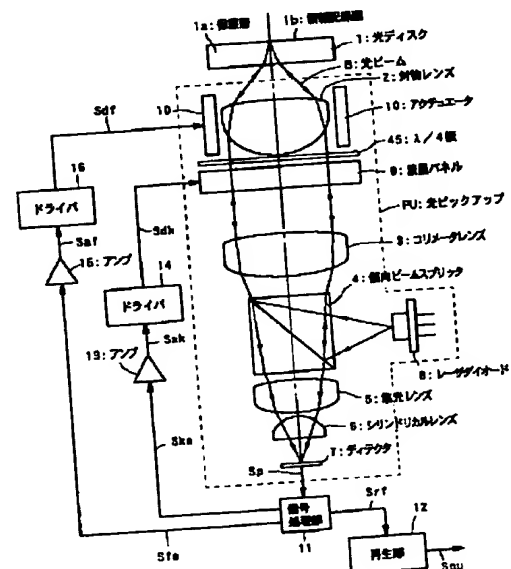 1a: 保護層
1b: 情報記録面
1: 光ディスク
B: 光ビーム
2: 対物レンズ
10
10: アクチュエータ
Sdf
45: λ/4板
9: 液晶パネル
16
ドライバ
Sdk
PU: 光ピックアップ
Saf
15: アンプ
14
3: コリメータレンズ
ドライバ
4: 偏向ビームスプリッタ
Sak
13: アンプ
8: レーザダイオード
5: 集光レンズ
6: シリンドリカルレンズ
Ska
7: ディテクタ
Sp
信号処理部
Srf
12
Sfe
11
再生部